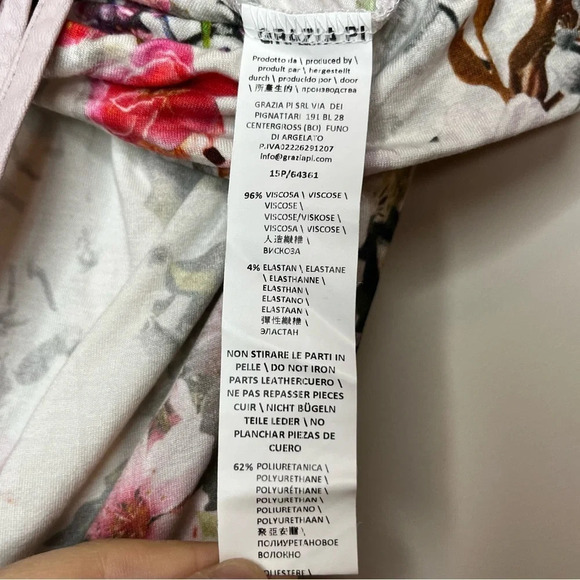 GRAZIA PI
Prodotto da \ produced by \
produit par \ hergestellt
durch \ producido por \ door
\ 所產生的 \ производства
GRAZIA PI SRL VIA DEI
PIGNATTARI 191 BL 28
CENTERGROSS (BO) FUNO
DI ARGELATO
P.IVA02226291207
info@graziapi.com
15P/64361
96% VISCOSA \ VISCOSE \
VISCOSE \
VISCOSE/VISKOSE \
VISCOSA \ VISCOSA \
人造纖維 \
ВИСКОЗА
4% ELASTAN \ ELASTANE
\ ELASTHANNE \
ELASTHAN \
ELASTANO \
ELASTAAN \
彈性纖維 \
ЭЛАСТАН
NON STIRARE LE PARTI IN
PELLE \ DO NOT IRON
PARTS LEATHERCUERO \
NE PAS REPASSER PIECES
CUIR \ NICHT BÜGELN
TEILE LEDER \ NO
PLANCHAR PIEZAS DE
CUERO
62% POLIURETANICA \
POLYURETHANE \
POLYURÉTHANE \
POLYURETHAN \
POLIURETANO \
POLYURETHAAN \
聚亞安酯 \
ПОЛИУРЕТАНОВОЕ
ВОЛОКНО